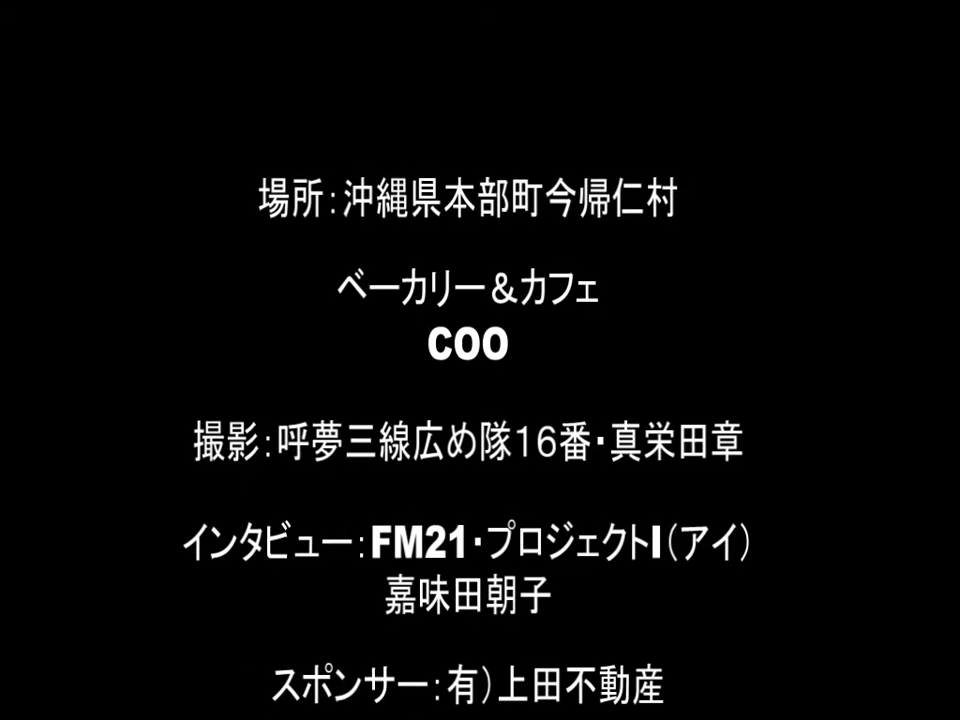 場所：沖縄県本部町今帰仁村
ベーカリー＆カフェ
COO
撮影：呼夢三線広め隊１６番・真栄田章
インタビュー：FM21・プロジェクトI（アイ）
嘉味田朝子
スポンサー：有）上田不動産